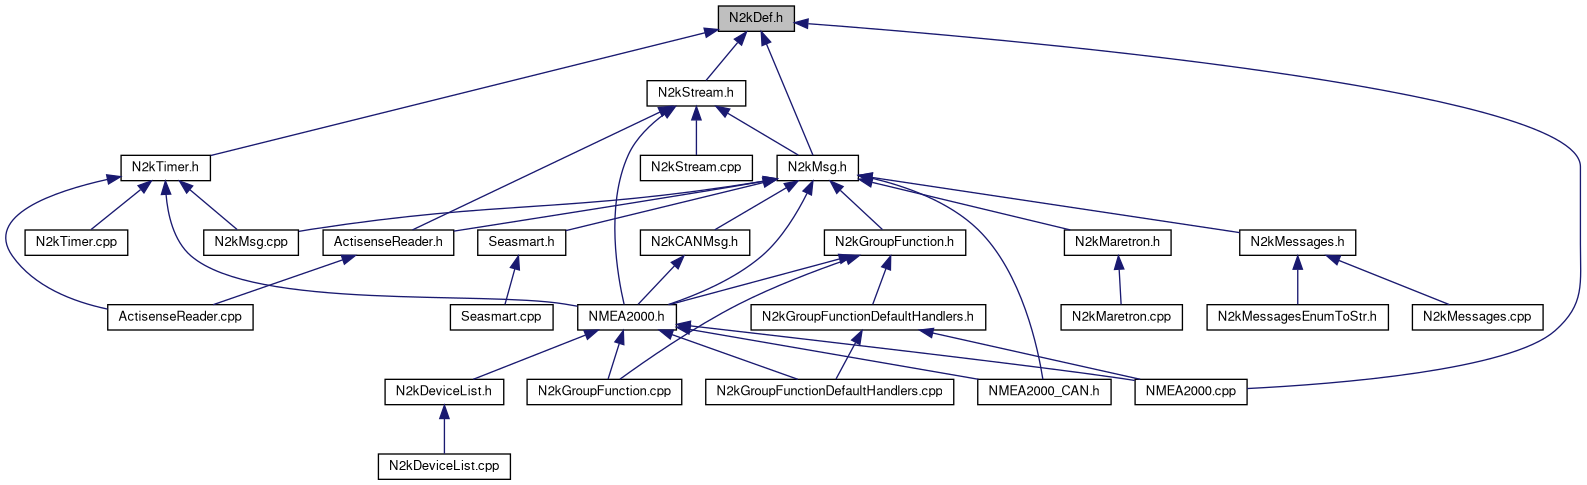 N2kDef.h
N2kStream.h
N2kTimer.h
N2kStream.cpp
N2kMsg.h
N2kTimer.cpp
N2kMsg.cpp
ActisenseReader.h
Seasmart.h
N2kCANMsg.h
N2kGroupFunction.h
N2kMaretron.h
N2kMessages.h
ActisenseReader.cpp
Seasmart.cpp
NMEA2000.h
N2kGroupFunctionDefaultHandlers.h
N2kMaretron.cpp
N2kMessagesEnumToStr.h
N2kMessages.cpp
N2kDeviceList.h
N2kGroupFunction.cpp
N2kGroupFunctionDefaultHandlers.cpp
NMEA2000_CAN.h
NMEA2000.cpp
N2kDeviceList.cpp